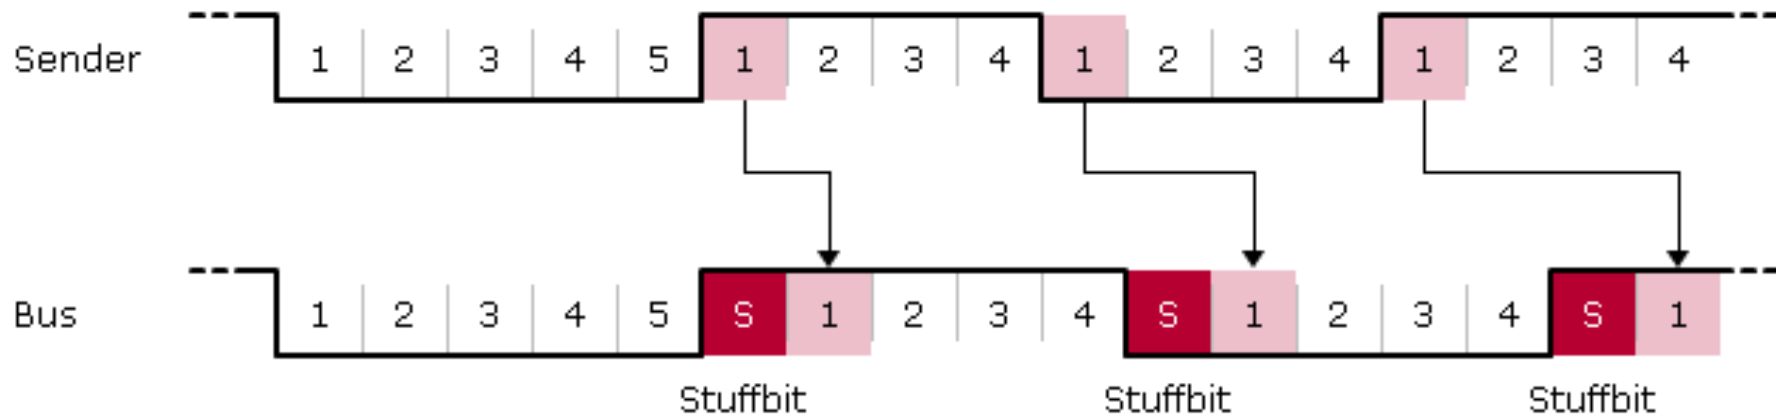 Sender 1 2 3 4 5 1 2 3 4 1 2 3 4 1 2 3 4
Bus 1 2 3 4 5 S 1 2 3 4 S 1 2 3 4 S 1
Stuffbit Stuffbit Stuffbit